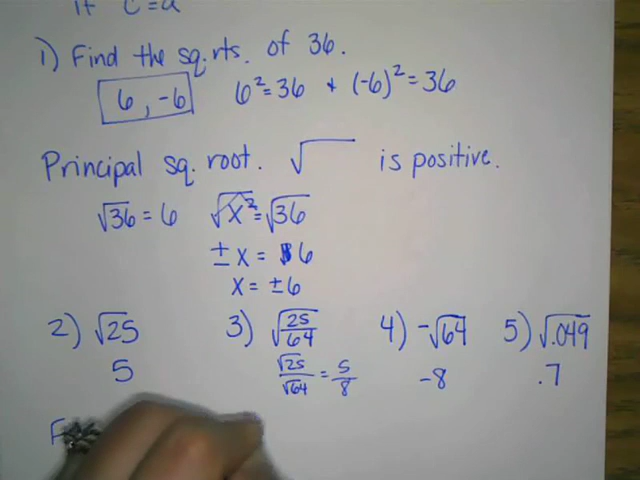 if c = a
1) Find the sq. rts. of 36.
6, -6 6² = 36 + (-6)² = 36
Principal sq. root. √ is positive.
√36 = 6 √x² = √36
± x = 6
x = ± 6
2) √25 3) √25/64 4) -√64 5) √.049
5 √25/√64 = 5/8 -8 .7
F